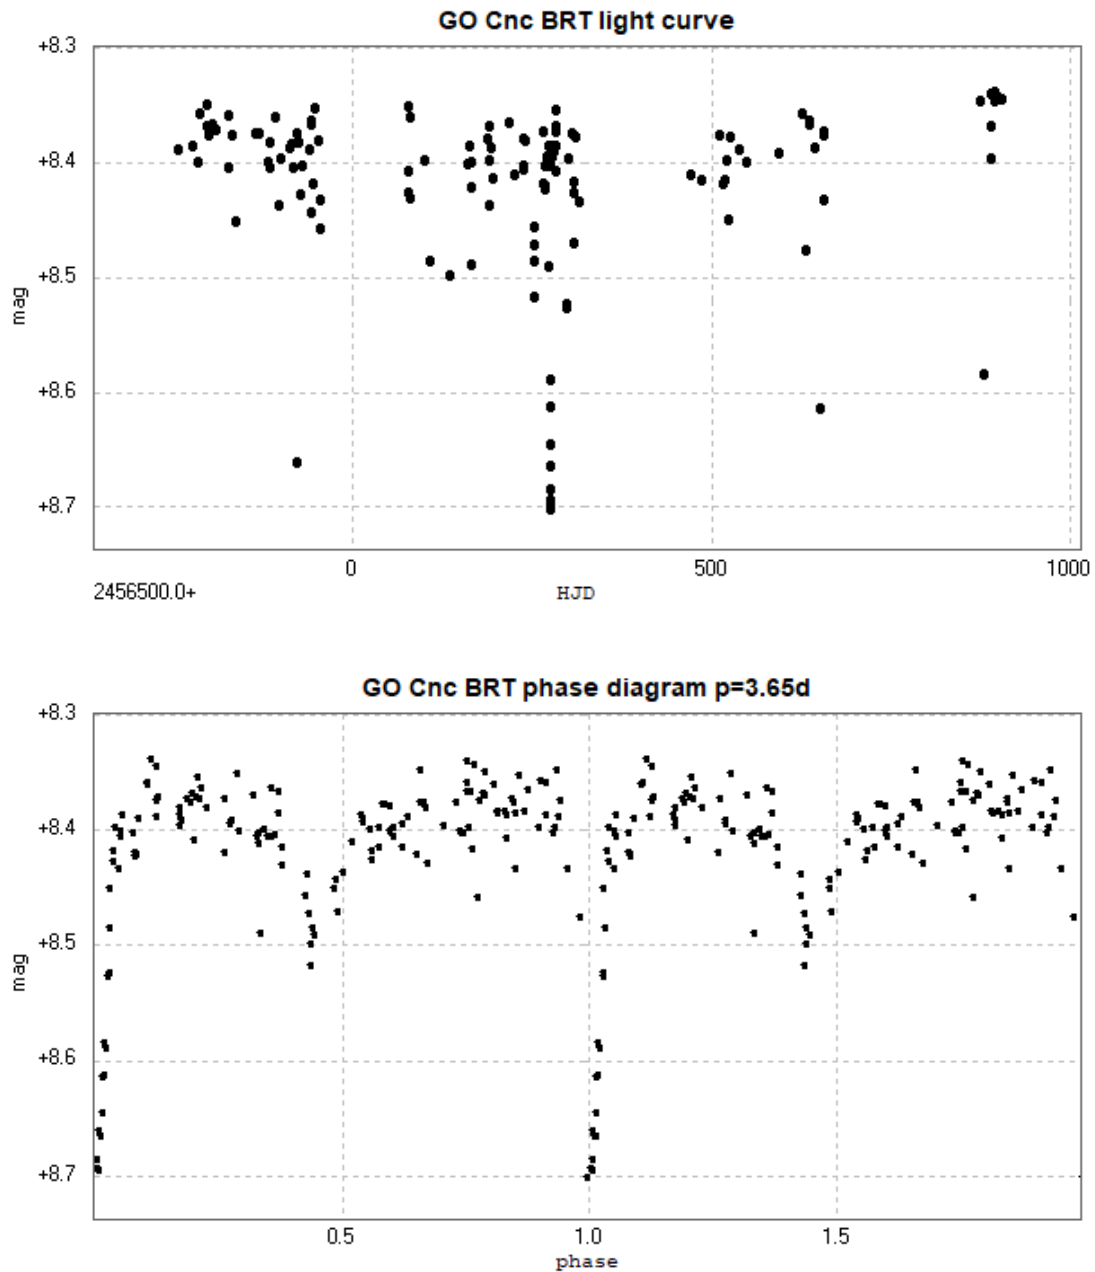 GO Cnc BRT light curve
+8.3
+8.4
+8.5
+8.6
+8.7
mag
0 500 1000
2456500.0+ HJD
GO Cnc BRT phase diagram p=3.65d
+8.3
+8.4
+8.5
+8.6
+8.7
mag
0.5 1.0 1.5
phase